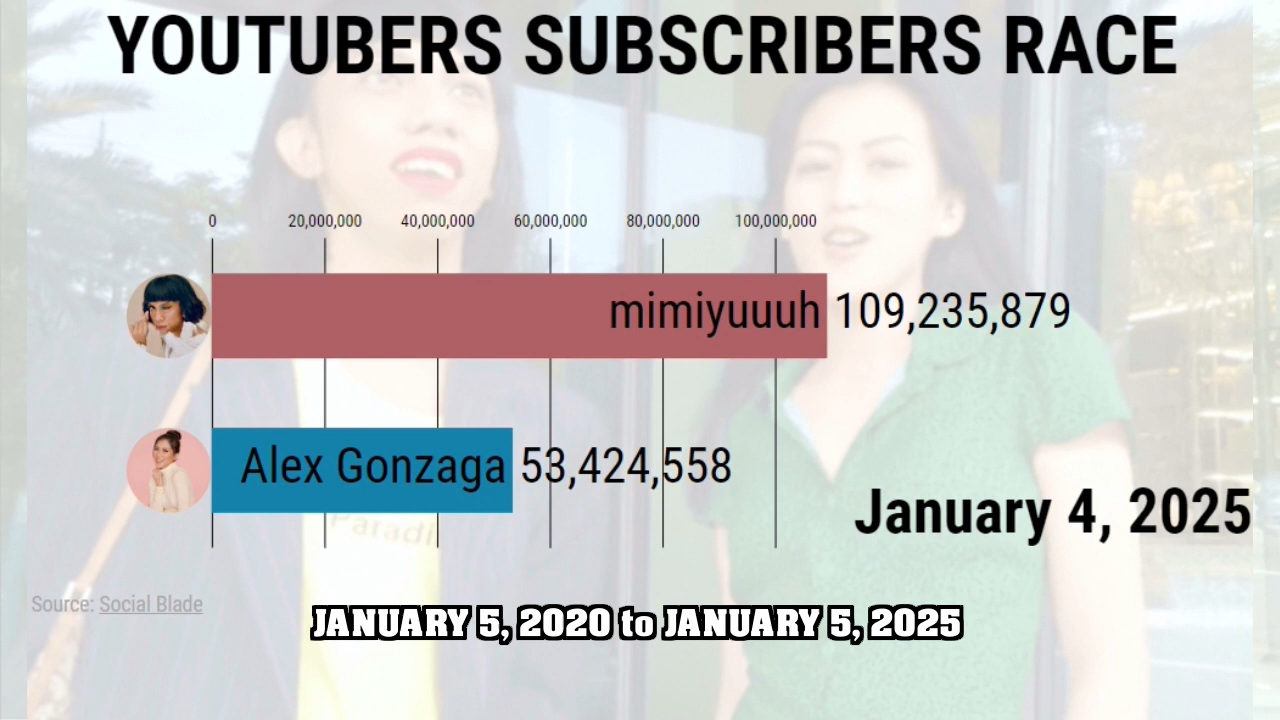 YOUTUBERS SUBSCRIBERS RACE
0 20,000,000 40,000,000 60,000,000 80,000,000 100,000,000
mimiyuuuh 109,235,879
Alex Gonzaga 53,424,558
Paradi
January 4, 2025
Source: Social Blade
JANUARY 5, 2020 to JANUARY 5, 2025